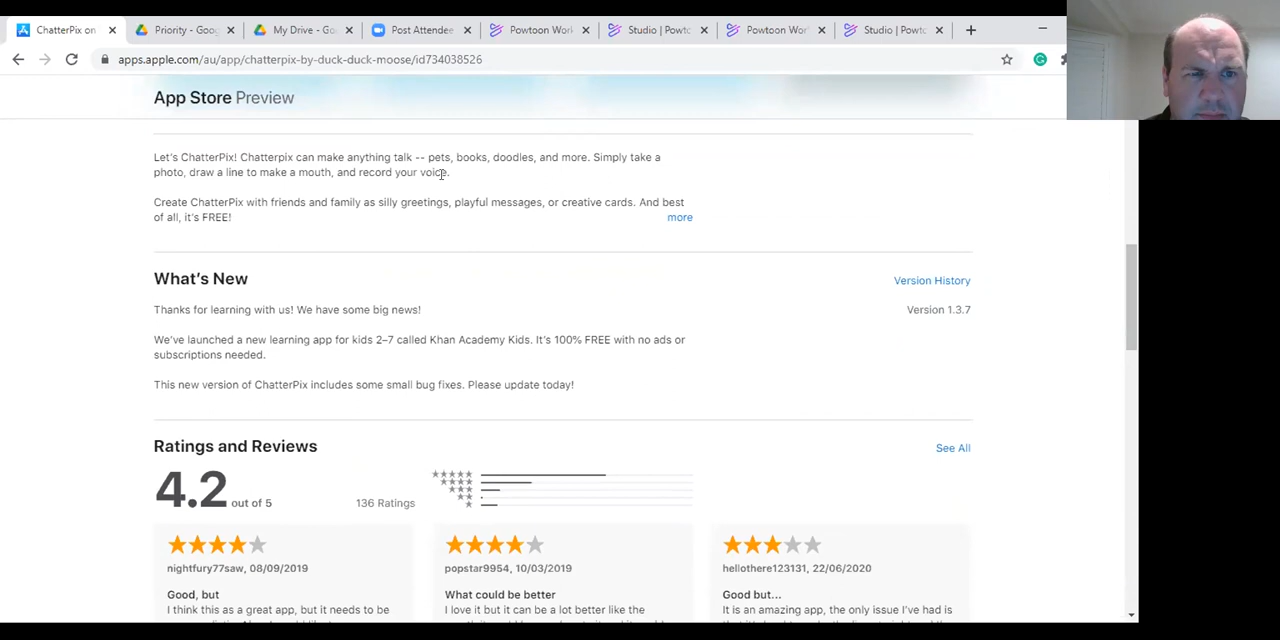 ChatterPix on
Priority - Goog
My Drive - Goo
Post Attendee
Powtoon Work
Studio | Powto
Powtoon Wor
Studio | Powto
apps.apple.com/au/app/chatterpix-by-duck-duck-moose/id734038526
App Store Preview
Let's ChatterPix! Chatterpix can make anything talk -- pets, books, doodles, and more. Simply take a
photo, draw a line to make a mouth, and record your voice.
Create ChatterPix with friends and family as silly greetings, playful messages, or creative cards. And best
of all, it's FREE!
more
What's New
Version History
Thanks for learning with us! We have some big news!
Version 1.3.7
We've launched a new learning app for kids 2–7 called Khan Academy Kids. It's 100% FREE with no ads or
subscriptions needed.
This new version of ChatterPix includes some small bug fixes. Please update today!
Ratings and Reviews
See All
4.2 out of 5
136 Ratings
nightfury77saw, 08/09/2019
Good, but
I think this as a great app, but it needs to be
popstar9954, 10/03/2019
What could be better
I love it but it can be a lot better like the
hellothere123131, 22/06/2020
Good but...
It is an amazing app, the only issue I've had is